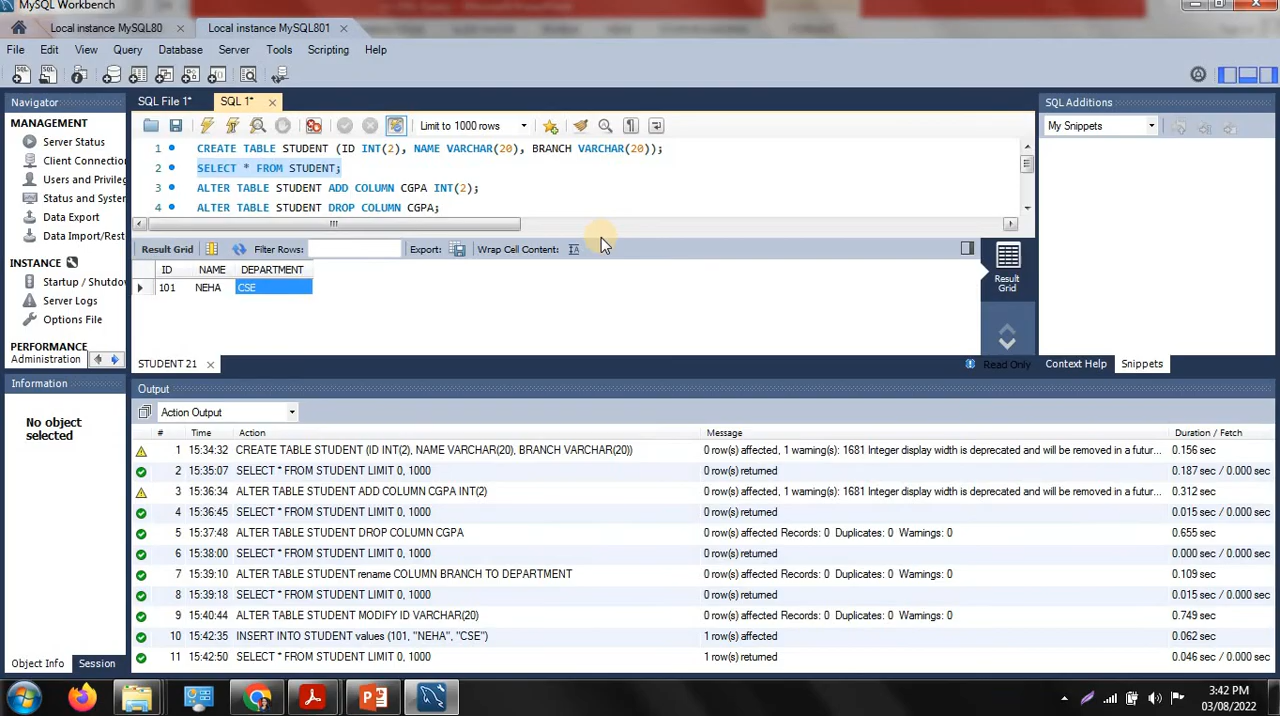 MySQL Workbench
Local instance MySQL80
Local instance MySQL801
File Edit View Query Database Server Tools Scripting Help
Navigator
MANAGEMENT
Server Status
Client Connectio
Users and Privileg
Status and System
Data Export
Data Import/Resto
INSTANCE
Startup / Shutdow
Server Logs
Options File
PERFORMANCE
Administration
Information
No object
selected
Object Info Session
SQL File 1* SQL 1*
Limit to 1000 rows
1 CREATE TABLE STUDENT (ID INT(2), NAME VARCHAR(20), BRANCH VARCHAR(20));
2 SELECT * FROM STUDENT;
3 ALTER TABLE STUDENT ADD COLUMN CGPA INT(2);
4 ALTER TABLE STUDENT DROP COLUMN CGPA;
Result Grid Filter Rows: Export: Wrap Cell Content:
ID NAME DEPARTMENT
101 NEHA CSE
Result
Grid
STUDENT 21
Read Only
SQL Additions
My Snippets
Context Help Snippets
Output
Action Output
# Time Action Message Duration / Fetch
1 15:34:32 CREATE TABLE STUDENT (ID INT(2), NAME VARCHAR(20), BRANCH VARCHAR(20)) 0 row(s) affected, 1 warning(s): 1681 Integer display width is deprecated and will be removed in a futur... 0.156 sec
2 15:35:07 SELECT * FROM STUDENT LIMIT 0, 1000 0 row(s) returned 0.187 sec / 0.000 sec
3 15:36:34 ALTER TABLE STUDENT ADD COLUMN CGPA INT(2) 0 row(s) affected, 1 warning(s): 1681 Integer display width is deprecated and will be removed in a futur... 0.312 sec
4 15:36:45 SELECT * FROM STUDENT LIMIT 0, 1000 0 row(s) returned 0.015 sec / 0.000 sec
5 15:37:48 ALTER TABLE STUDENT DROP COLUMN CGPA 0 row(s) affected Records: 0 Duplicates: 0 Warnings: 0 0.655 sec
6 15:38:00 SELECT * FROM STUDENT LIMIT 0, 1000 0 row(s) returned 0.000 sec / 0.000 sec
7 15:39:10 ALTER TABLE STUDENT rename COLUMN BRANCH TO DEPARTMENT 0 row(s) affected Records: 0 Duplicates: 0 Warnings: 0 0.109 sec
8 15:39:18 SELECT * FROM STUDENT LIMIT 0, 1000 0 row(s) returned 0.015 sec / 0.000 sec
9 15:40:44 ALTER TABLE STUDENT MODIFY ID VARCHAR(20) 0 row(s) affected Records: 0 Duplicates: 0 Warnings: 0 0.749 sec
10 15:42:35 INSERT INTO STUDENT values (101, "NEHA", "CSE") 1 row(s) affected 0.062 sec
11 15:42:50 SELECT * FROM STUDENT LIMIT 0, 1000 1 row(s) returned 0.046 sec / 0.000 sec
3:42 PM
03/08/2022